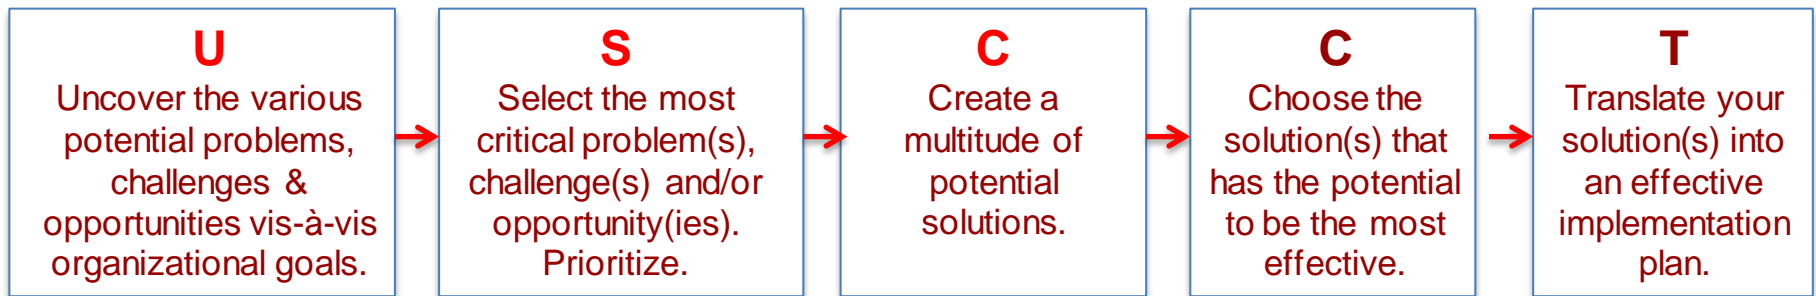 U
Uncover the various
potential problems,
challenges &
opportunities vis-à-vis
organizational goals.
S
Select the most
critical problem(s),
challenge(s) and/or
opportunity(ies).
Prioritize.
C
Create a
multitude of
potential
solutions.
C
Choose the
solution(s) that
has the potential
to be the most
effective.
T
Translate your
solution(s) into
an effective
implementation
plan.